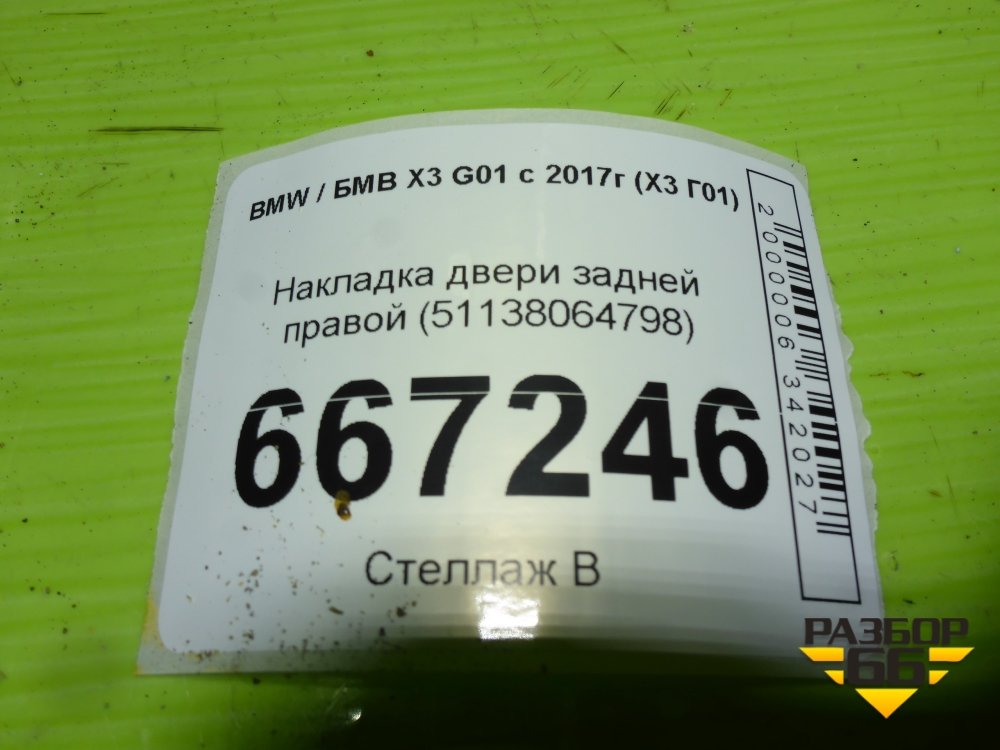 BMW / БМВ X3 G01 с 2017г (Х3 Г01)
Накладка двери задней
правой (51138064798)
667246
Стеллаж В
2000006342027
РАЗБОР
66